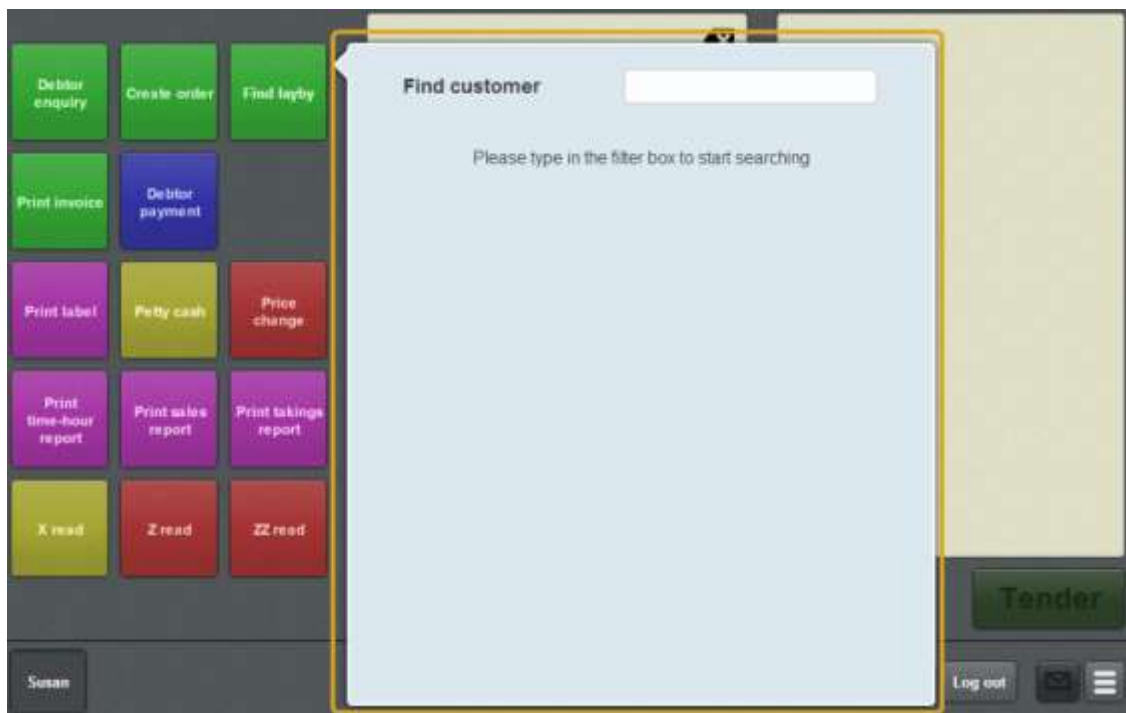 Debtor
enquiry
Create order
Find layby
Find customer
Please type in the filter box to start searching
Print invoice
Debtor
payment
Print label
Petty cash
Price
change
Print
time-hour
report
Print sales
report
Print takings
report
X read
Z read
ZZ read
Tender
Susan
Log out